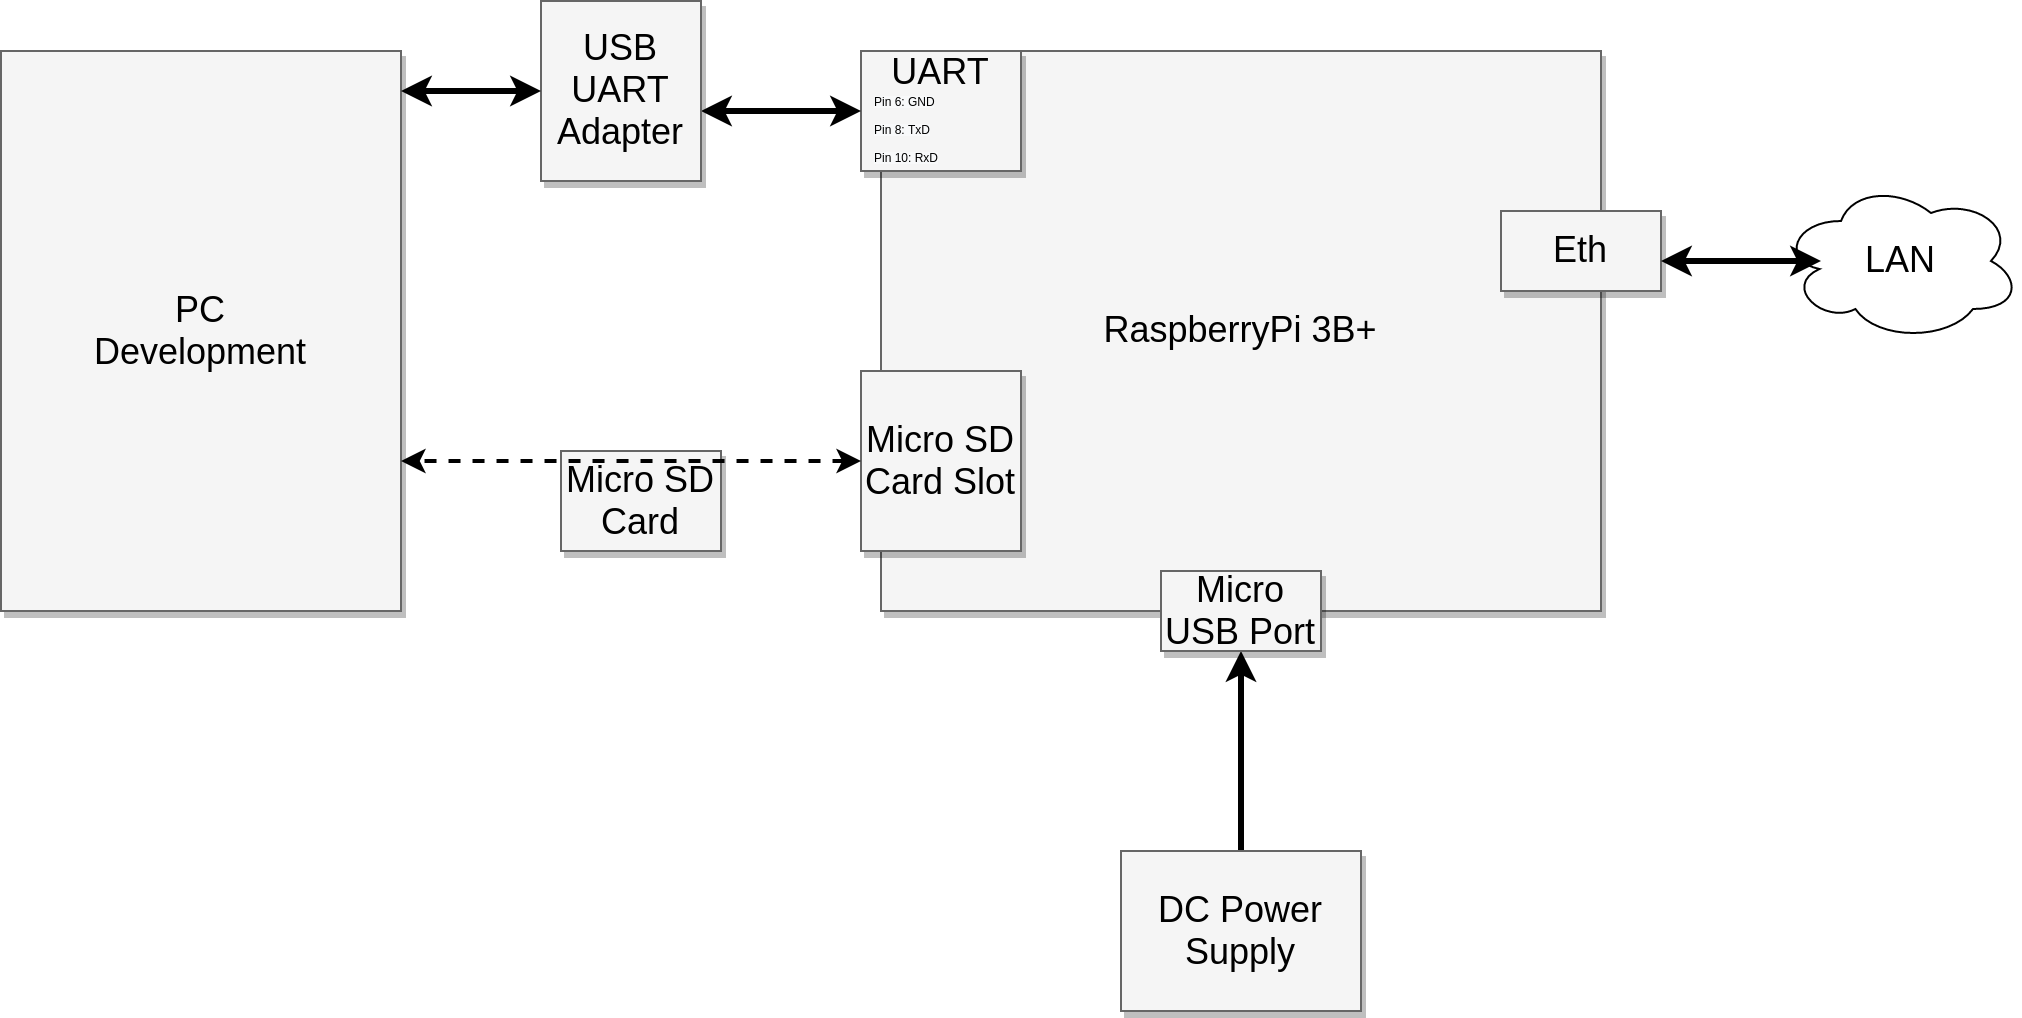 USB
UART
Adapter
UART
Pin 6: GND
Pin 8: TxD
Pin 10: RxD
PC
Development
RaspberryPi 3B+
Eth
LAN
Micro SD
Card
Micro SD
Card Slot
Micro
USB Port
DC Power
Supply